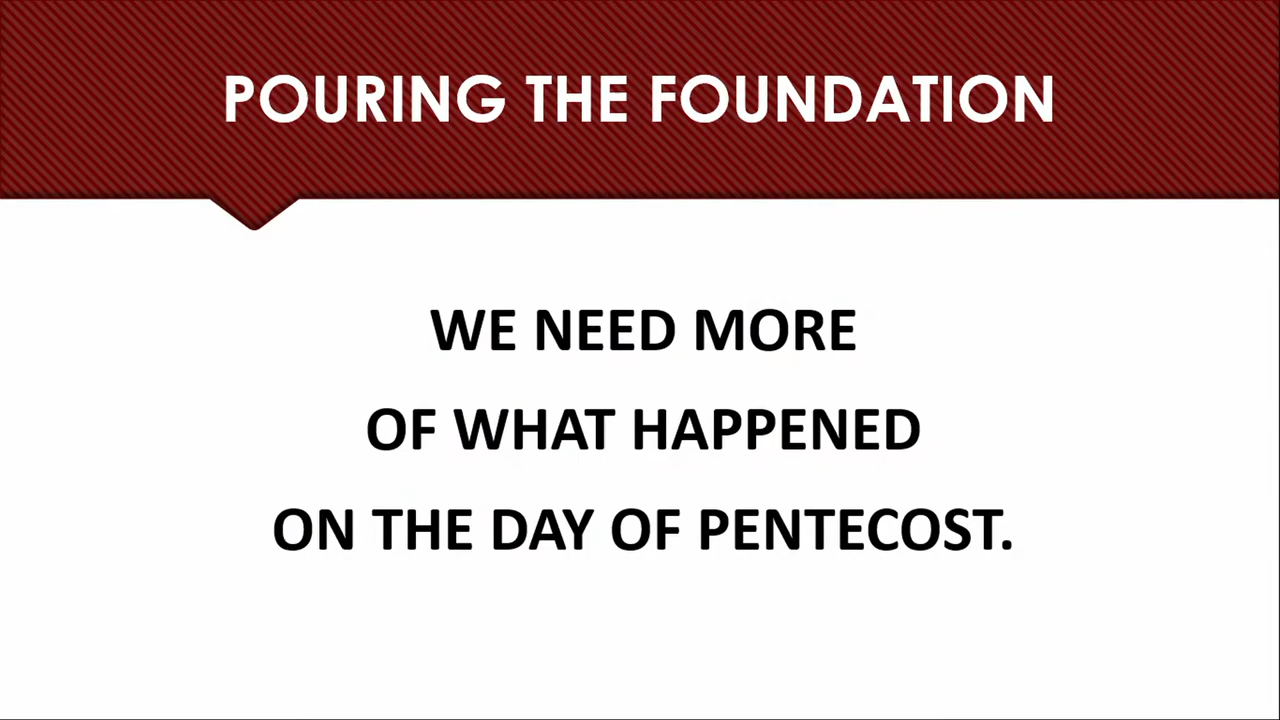 POURING THE FOUNDATION
WE NEED MORE
OF WHAT HAPPENED
ON THE DAY OF PENTECOST.